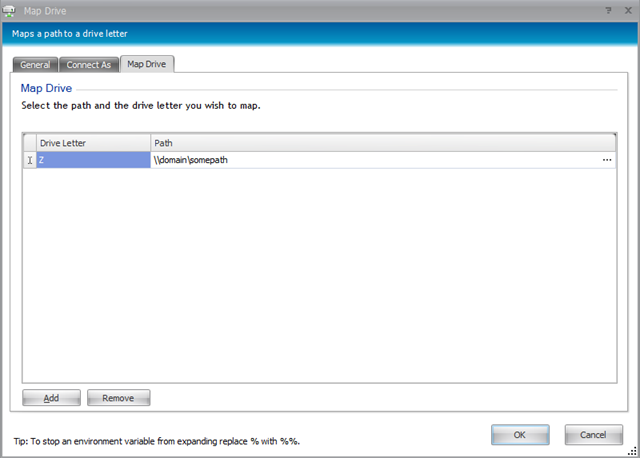 Map Drive
? X
Maps a path to a drive letter
General Connect As Map Drive
Map Drive
Select the path and the drive letter you wish to map.
Drive Letter Path
Z \\domain\somepath ...
Add Remove
OK Cancel
Tip: To stop an environment variable from expanding replace % with %%.